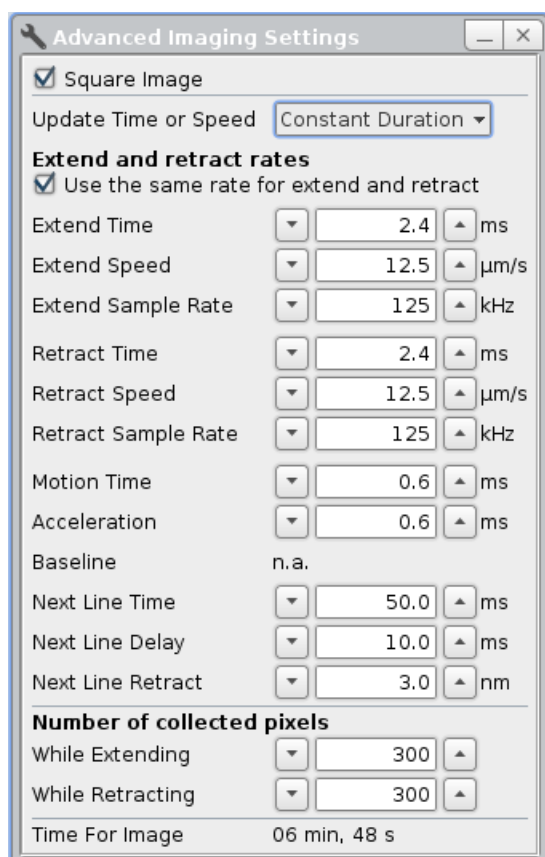 Advanced Imaging Settings
Square Image
Update Time or Speed Constant Duration
Extend and retract rates
Use the same rate for extend and retract
Extend Time 2.4 ms
Extend Speed 12.5 µm/s
Extend Sample Rate 125 kHz
Retract Time 2.4 ms
Retract Speed 12.5 µm/s
Retract Sample Rate 125 kHz
Motion Time 0.6 ms
Acceleration 0.6 ms
Baseline n.a.
Next Line Time 50.0 ms
Next Line Delay 10.0 ms
Next Line Retract 3.0 nm
Number of collected pixels
While Extending 300
While Retracting 300
Time For Image 06 min, 48 s